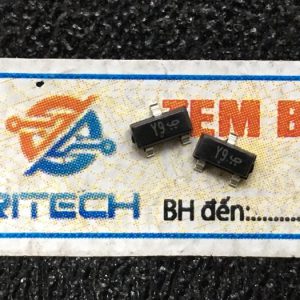 TEM B
RITECH
Y9
Y9
BH đến:..........